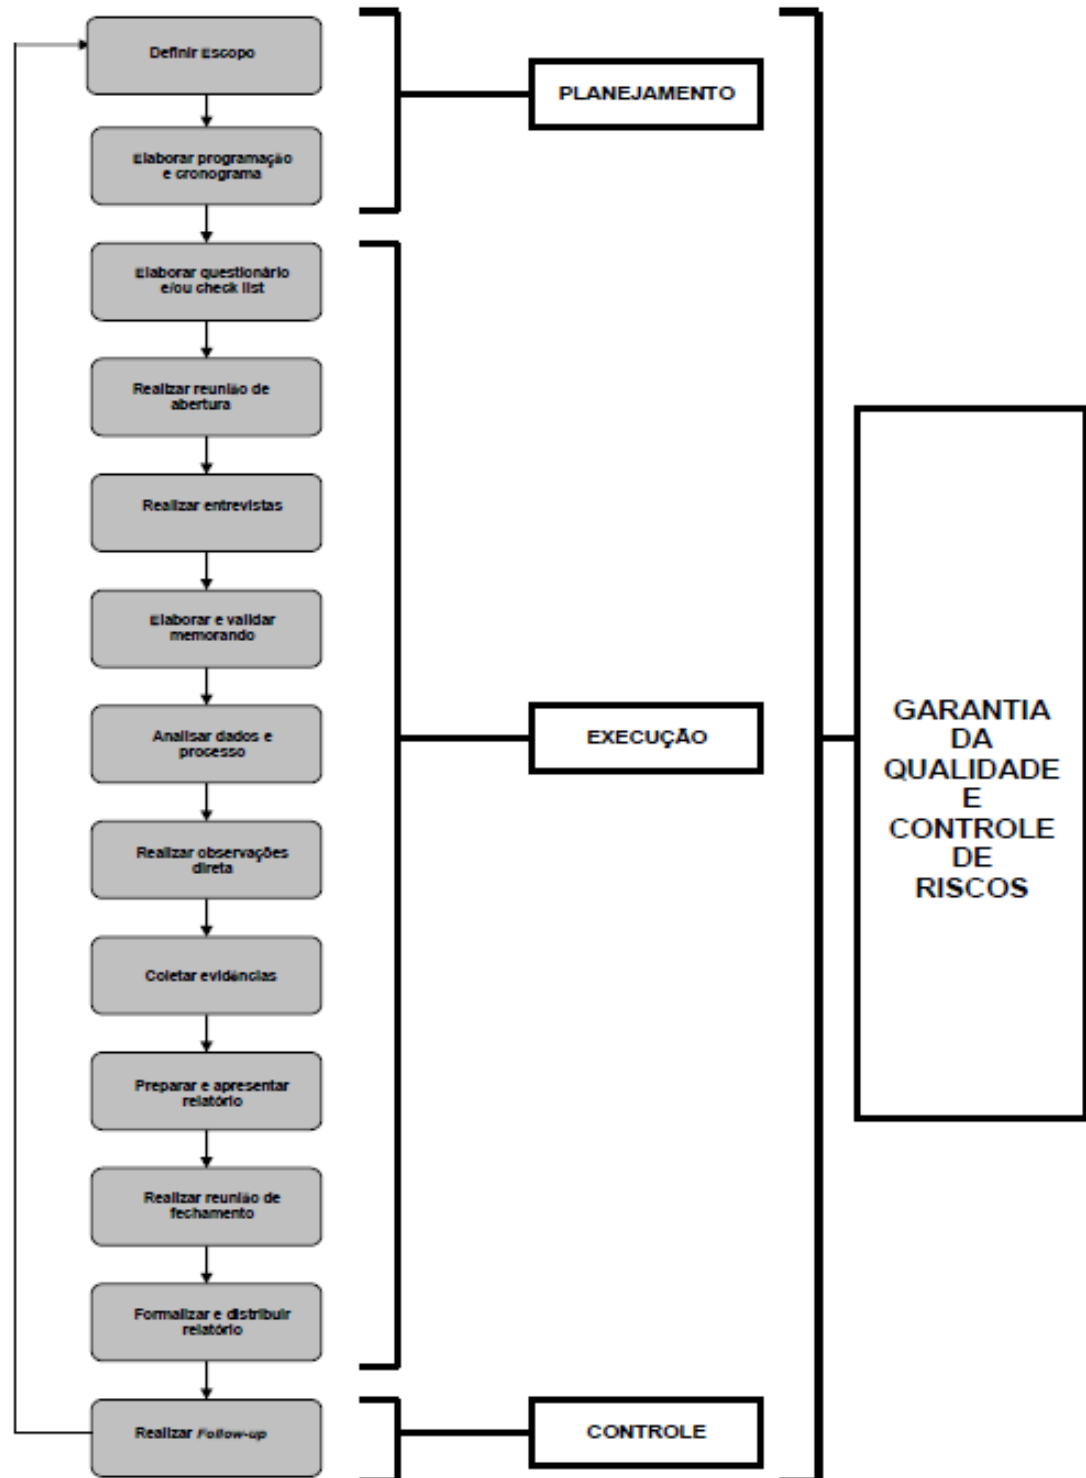 Definir Escopo
Elaborar programação
e cronograma
Elaborar questionário
e/ou check list
Realizar reunião de
abertura
Realizar entrevistas
Elaborar e validar
memorando
Analisar dados e
processo
Realizar observações
direta
Coletar evidências
Preparar e apresentar
relatório
Realizar reunião de
fechamento
Formalizar e distribuir
relatório
Realizar Follow-up
PLANEJAMENTO
EXECUÇÃO
CONTROLE
GARANTIA
DA
QUALIDADE
E
CONTROLE
DE
RISCOS